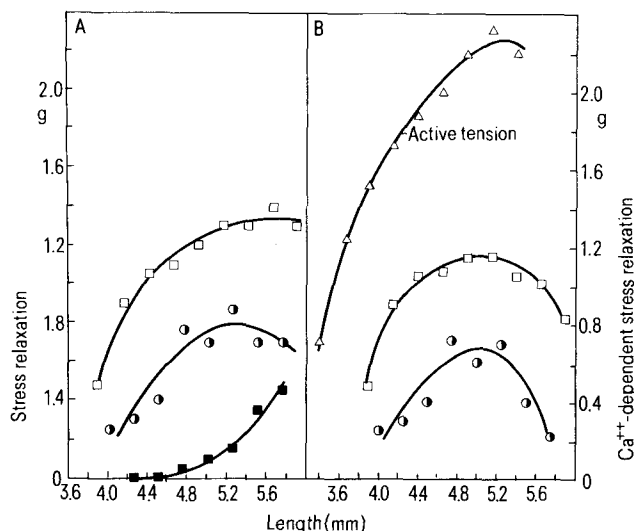 A
B
2.0
g
1.6
1.2
1.8
1.4
0
Stress relaxation
Active tension
2.0
g
1.6
1.2
0.8
0.4
0
Ca++-dependent stress relaxation
3.6 4.0 4.4 4.8 5.2 5.6 4.0 4.4 4.8 5.2 5.6
Length(mm)